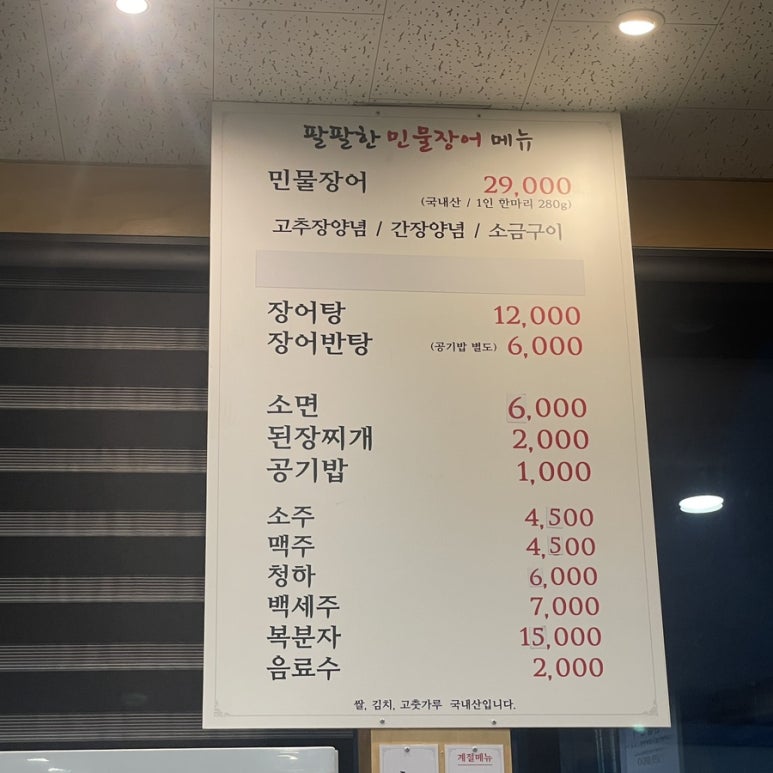 팔팔한 민물장어 메뉴
민물장어 29,000
(국내산 / 1인 한마리 280g)
고추장양념 / 간장양념 / 소금구이
장어탕 12,000
장어반탕 (공기밥 별도) 6,000
소면 6,000
된장찌개 2,000
공기밥 1,000
소주 4,500
맥주 4,500
청하 6,000
백세주 7,000
복분자 15,000
음료수 2,000
쌀, 김치, 고춧가루 국내산입니다.
계절메뉴